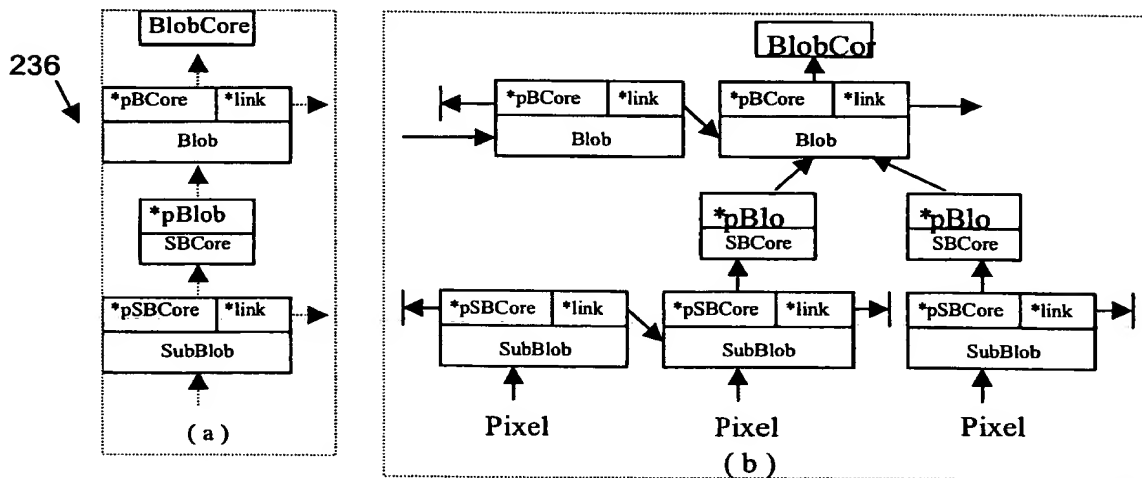 BlobCore
236
*pBCore *link
Blob
*pBlob
SBCore
*pSBCore *link
SubBlob
( a )
BlobCor
*pBCore *link
Blob
*pBCore *link
Blob
*pBlo
SBCore
*pBlo
SBCore
*pSBCore *link
SubBlob
*pSBCore *link
SubBlob
*pSBCore *link
SubBlob
Pixel
Pixel
Pixel
( b )